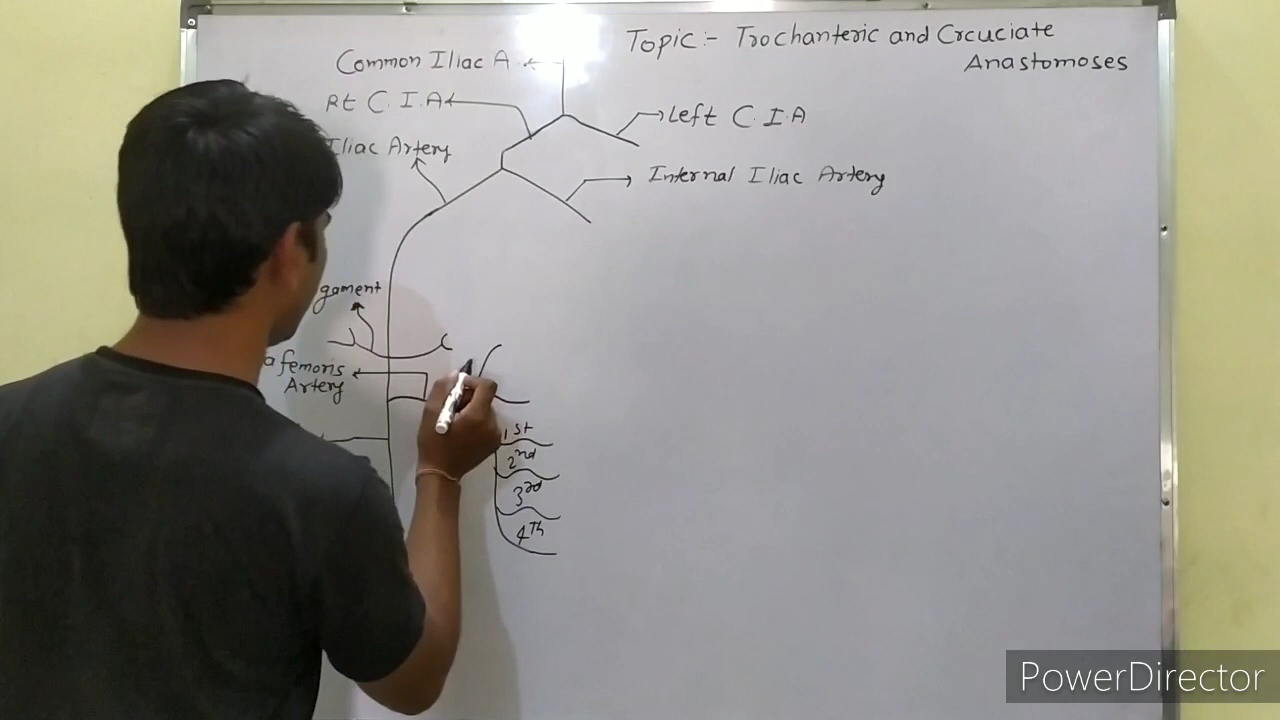 Topic:- Trochanteric and Crcuciate
Anastomoses
Common Iliac A
Rt C.I.A
Left C.I.A
Iliac Artery
Internal Iliac Artery
gament
a femoris
Artery
1st
2nd
3rd
4Th
PowerDirector